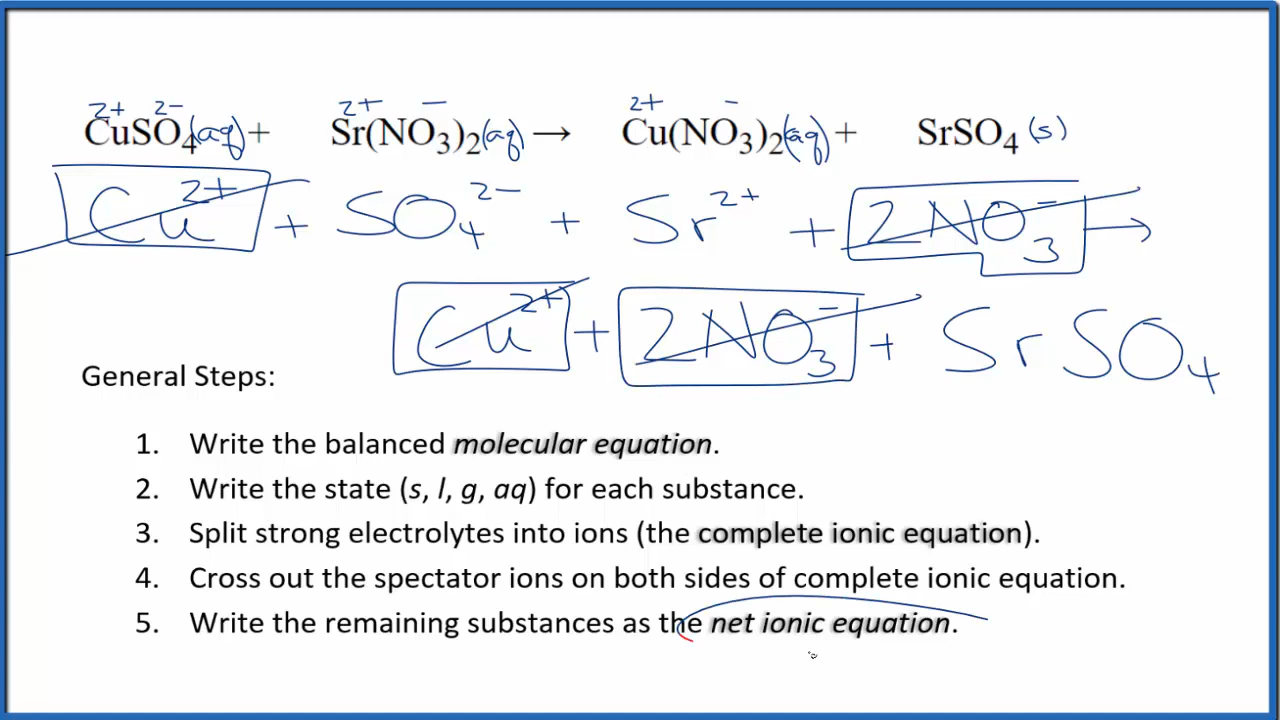 2+ 2− 2+ − 2+ −
CuSO₄(aq) + Sr(NO₃)₂(aq) → Cu(NO₃)₂(aq) + SrSO₄ (s)
Cu²⁺ + SO₄²⁻ + Sr²⁺ + 2NO₃⁻ →
Cu²⁺ + 2NO₃⁻ + SrSO₄
General Steps:
1. Write the balanced molecular equation.
2. Write the state (s, l, g, aq) for each substance.
3. Split strong electrolytes into ions (the complete ionic equation).
4. Cross out the spectator ions on both sides of complete ionic equation.
5. Write the remaining substances as the net ionic equation.